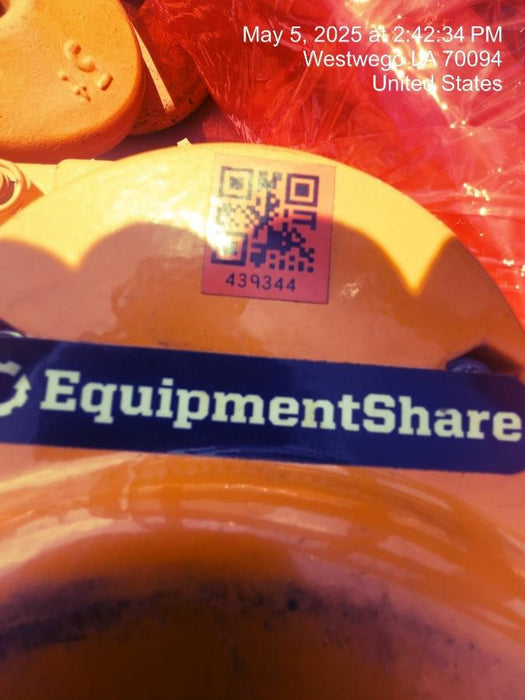 May 5, 2025 at 2:42:34 PM
Westwego LA 70094
United States
439344
EquipmentShare